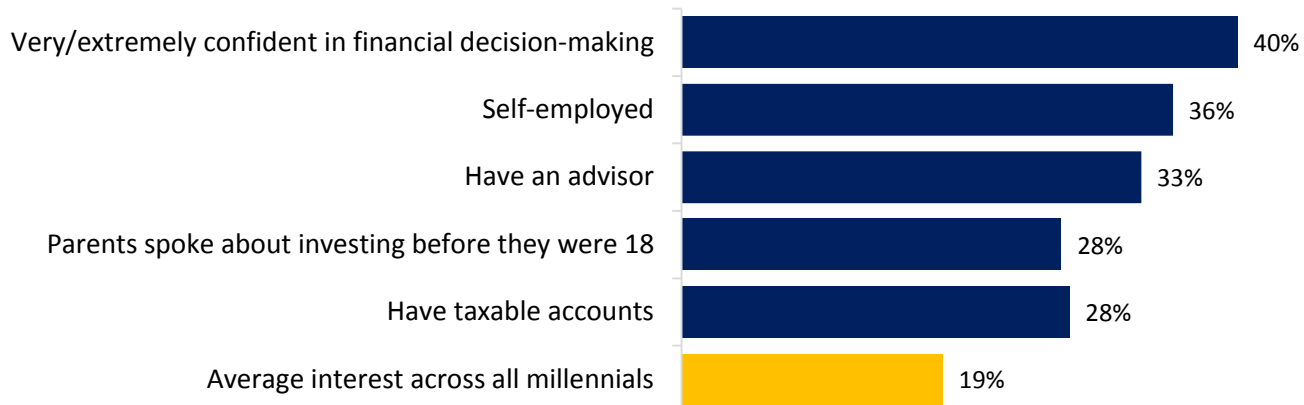 Very/extremely confident in financial decision-making 40%
Self-employed 36%
Have an advisor 33%
Parents spoke about investing before they were 18 28%
Have taxable accounts 28%
Average interest across all millennials 19%